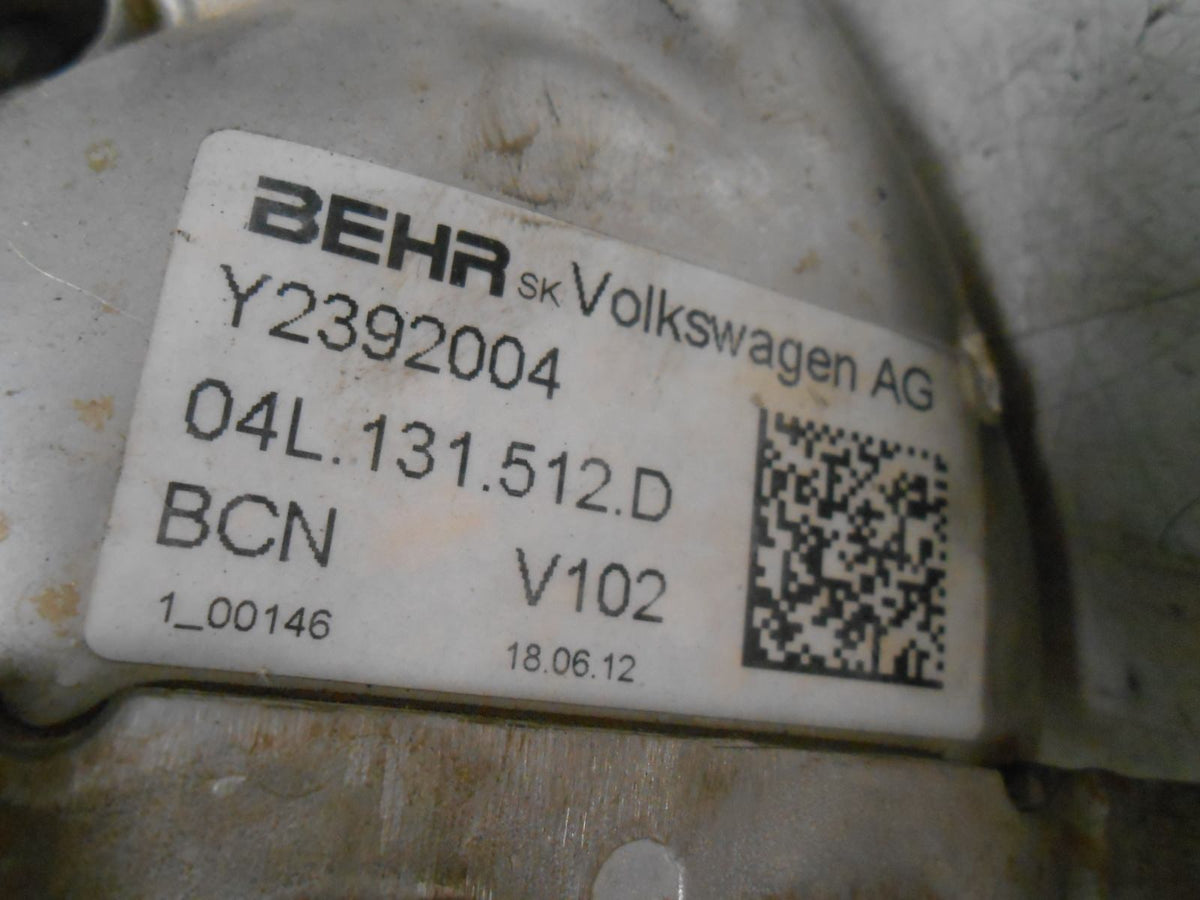 BEHR SK Volkswagen AG
Y2392004
04L.131.512.D
BCN V102
1_00146 18.06.12